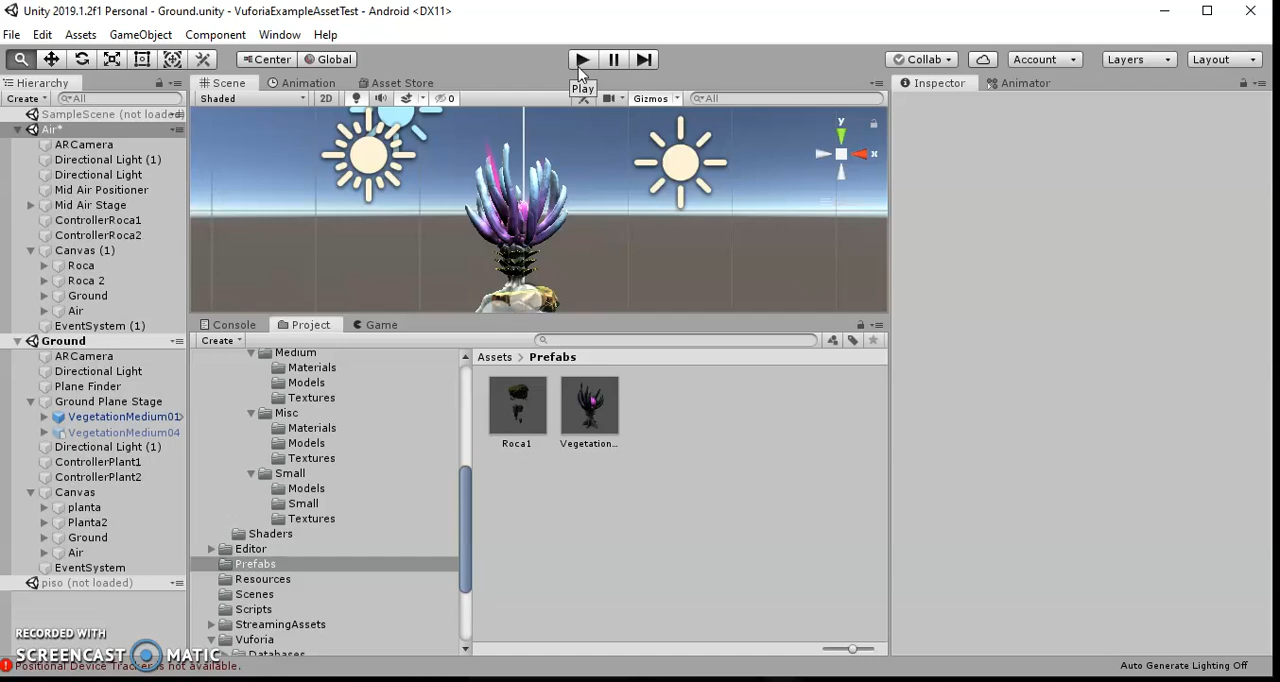 Unity 2019.1.2f1 Personal - Ground.unity - VuforiaExampleAssetTest - Android <DX11>
File Edit Assets GameObject Component Window Help
Center Global Collab Account Layers Layout
Play
Hierarchy Scene Animation Asset Store Inspector Animator
Create All Shaded 2D 0 Gizmos All
SampleScene (not loaded)
Air*
ARCamera
Directional Light (1)
Directional Light
Mid Air Positioner
Mid Air Stage
ControllerRoca1
ControllerRoca2
Canvas (1)
Roca
Roca 2
Ground
Air
EventSystem (1)
Ground
ARCamera
Directional Light
Plane Finder
Ground Plane Stage
VegetationMedium01
VegetationMedium04
Directional Light (1)
ControllerPlant1
ControllerPlant2
Canvas
planta
Planta2
Ground
Air
EventSystem
piso (not loaded)
y
x
Console Project Game
Create
Medium
Materials
Models
Textures
Misc
Materials
Models
Textures
Small
Models
Small
Textures
Shaders
Editor
Prefabs
Resources
Scenes
Scripts
StreamingAssets
Vuforia
Databases
Assets > Prefabs
Roca1 Vegetation...
RECORDED WITH
SCREENCAST MATIC
Positional Device Tracker is not available.
Auto Generate Lighting Off